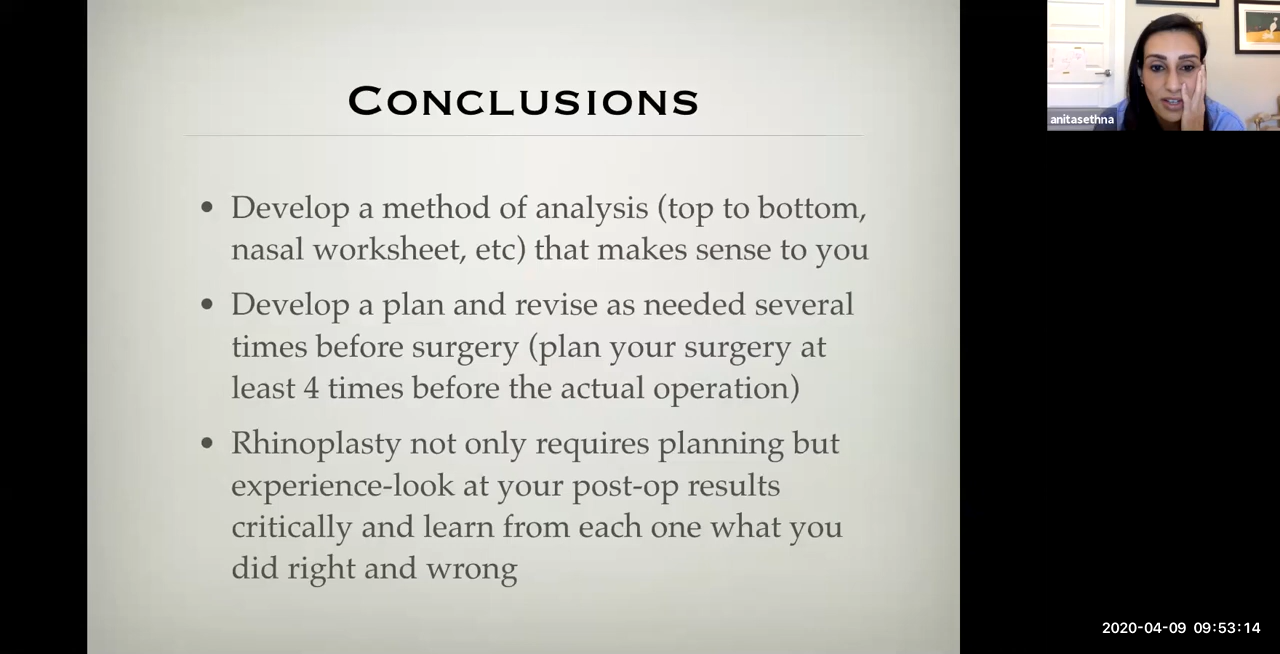 CONCLUSIONS
• Develop a method of analysis (top to bottom,
nasal worksheet, etc) that makes sense to you
• Develop a plan and revise as needed several
times before surgery (plan your surgery at
least 4 times before the actual operation)
• Rhinoplasty not only requires planning but
experience-look at your post-op results
critically and learn from each one what you
did right and wrong
anitasethna
2020-04-09 09:53:14